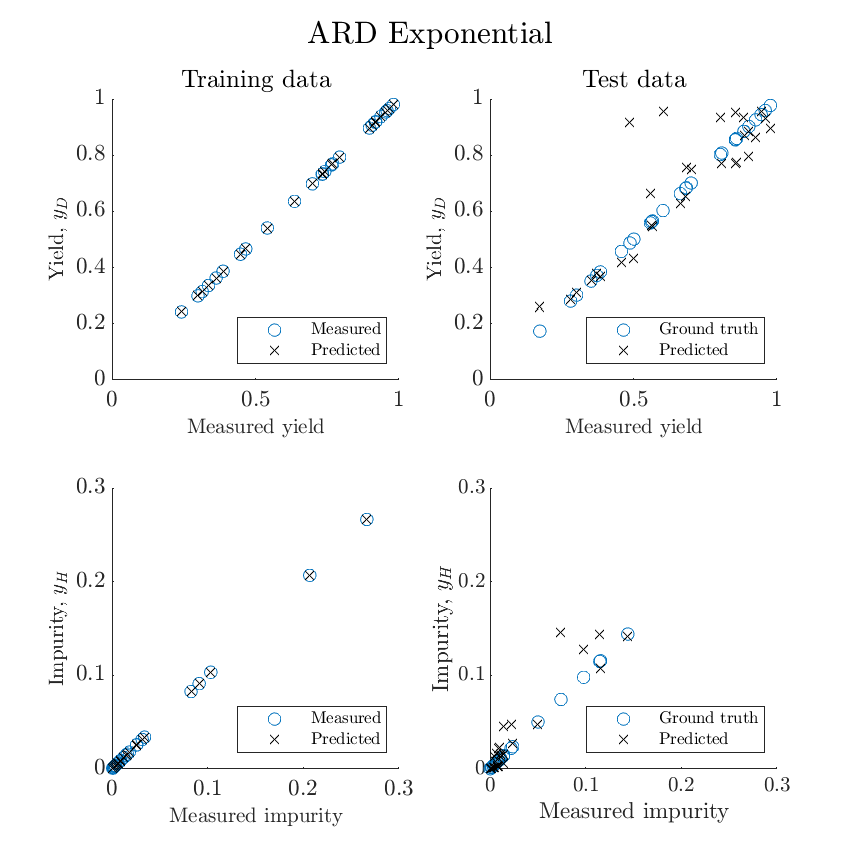 ARD Exponential
Training data
1
0.8
0.6
0.4
0.2
0
Yield, y_D
Measured
Predicted
0 0.5 1
Measured yield
Test data
1
0.8
0.6
0.4
0.2
0
Yield, y_D
Ground truth
Predicted
0 0.5 1
Measured yield
0.3
0.2
0.1
0
Impurity, y_H
Measured
Predicted
0 0.1 0.2 0.3
Measured impurity
0.3
0.2
0.1
0
Impurity, y_H
Ground truth
Predicted
0 0.1 0.2 0.3
Measured impurity